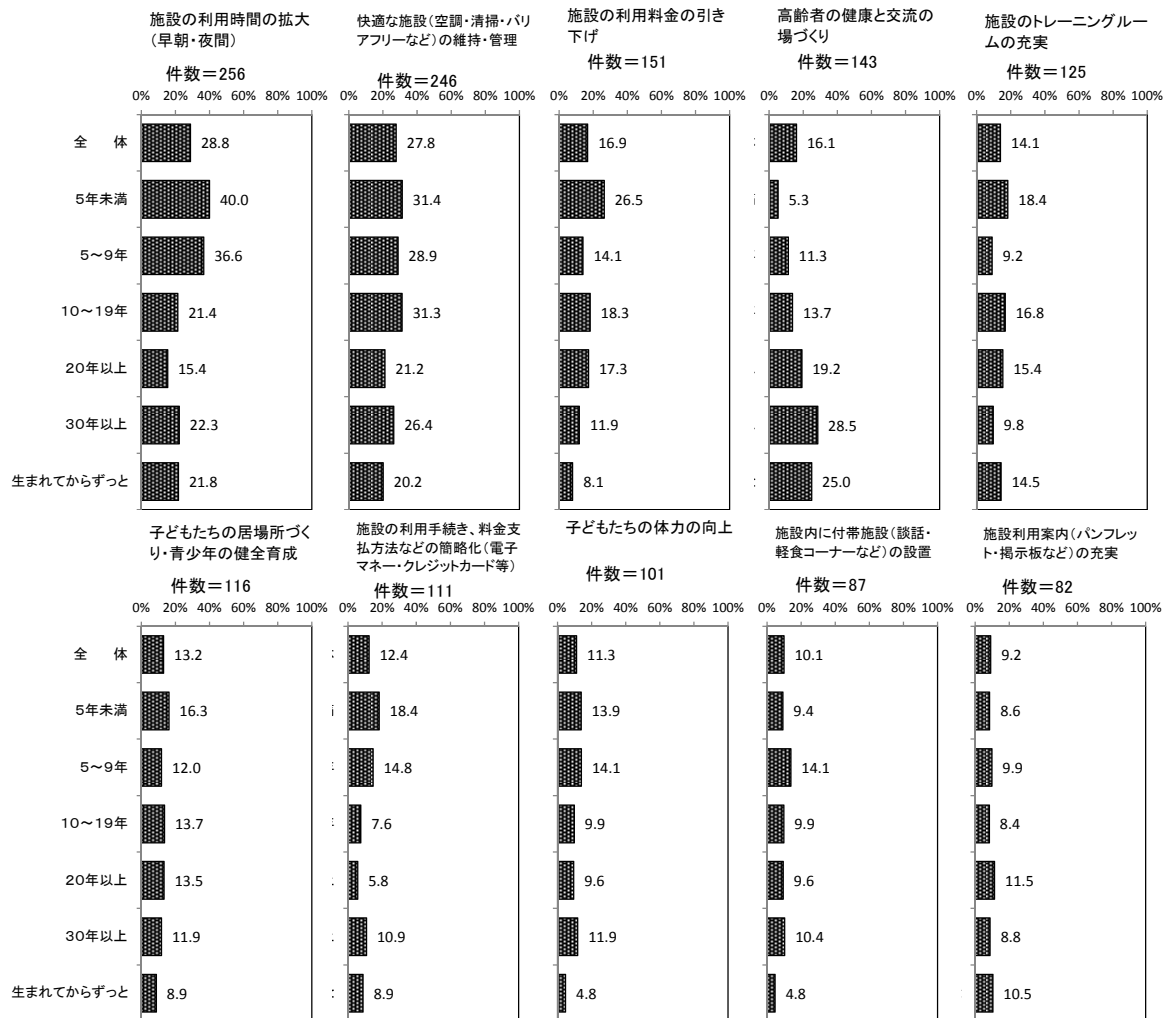 施設の利用時間の拡大
（早朝・夜間）
件数＝256
快適な施設（空調・清掃・バリ
アフリーなど）の維持・管理
件数＝246
施設の利用料金の引き
下げ
件数＝151
高齢者の健康と交流の
場づくり
件数＝143
施設のトレーニングルー
ムの充実
件数＝125
0% 20% 40% 60% 80% 100%
0% 20% 40% 60% 80% 100%
0% 20% 40% 60% 80% 100%
0% 20% 40% 60% 80% 100%
0% 20% 40% 60% 80% 100%
全　体 28.8 27.8 16.9 16.1 14.1
5年未満 40.0 31.4 26.5 5.3 18.4
5～9年 36.6 28.9 14.1 11.3 9.2
10～19年 21.4 31.3 18.3 13.7 16.8
20年以上 15.4 21.2 17.3 19.2 15.4
30年以上 22.3 26.4 11.9 28.5 9.8
生まれてからずっと 21.8 20.2 8.1 25.0 14.5
子どもたちの居場所づく
り・青少年の健全育成
件数＝116
施設の利用手続き、料金支
払方法などの簡略化（電子
マネー・クレジットカード等）
件数＝111
子どもたちの体力の向上
件数＝101
施設内に付帯施設（談話・
軽食コーナーなど）の設置
件数＝87
施設利用案内（パンフレッ
ト・掲示板など）の充実
件数＝82
0% 20% 40% 60% 80% 100%
0% 20% 40% 60% 80% 100%
0% 20% 40% 60% 80% 100%
0% 20% 40% 60% 80% 100%
0% 20% 40% 60% 80% 100%
全　体 13.2 12.4 11.3 10.1 9.2
5年未満 16.3 18.4 13.9 9.4 8.6
5～9年 12.0 14.8 14.1 14.1 9.9
10～19年 13.7 7.6 9.9 9.9 8.4
20年以上 13.5 5.8 9.6 9.6 11.5
30年以上 11.9 10.9 11.9 10.4 8.8
生まれてからずっと 8.9 8.9 4.8 4.8 10.5